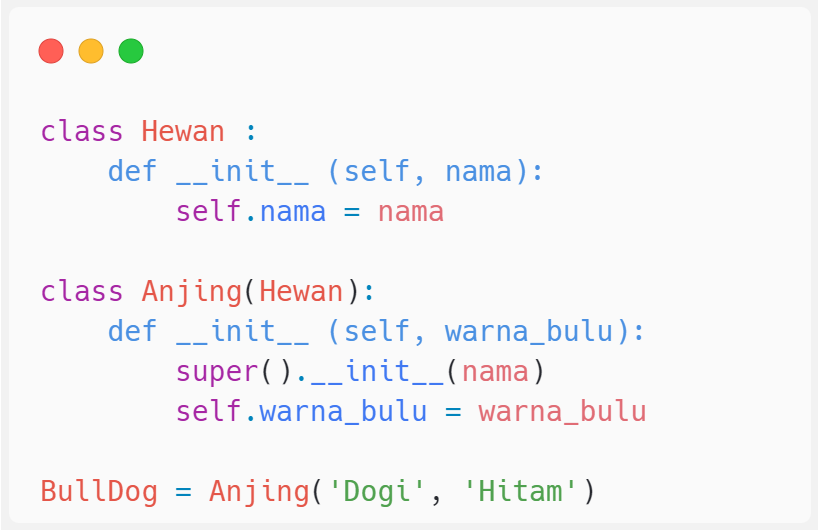 class Hewan :
    def __init__ (self, nama):
        self.nama = nama

class Anjing(Hewan):
    def __init__ (self, warna_bulu):
        super().__init__(nama)
        self.warna_bulu = warna_bulu

BullDog = Anjing('Dogi', 'Hitam')